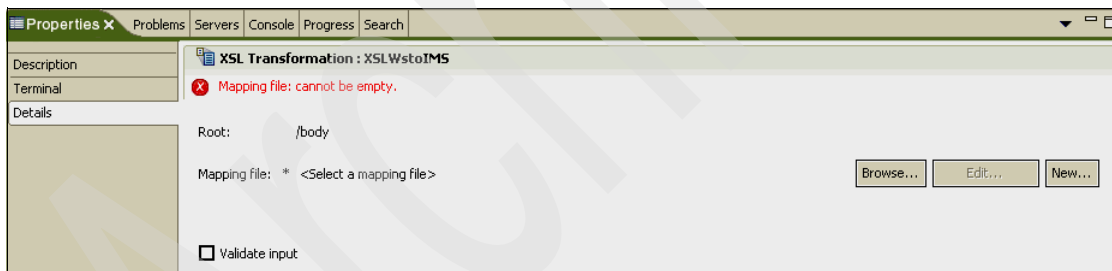 Properties X Problems Servers Console Progress Search
Description
Terminal
Details
XSL Transformation : XSLWstoIMS
Mapping file: cannot be empty.
Root: /body
Mapping file: * <Select a mapping file> Browse... Edit... New...
Validate input